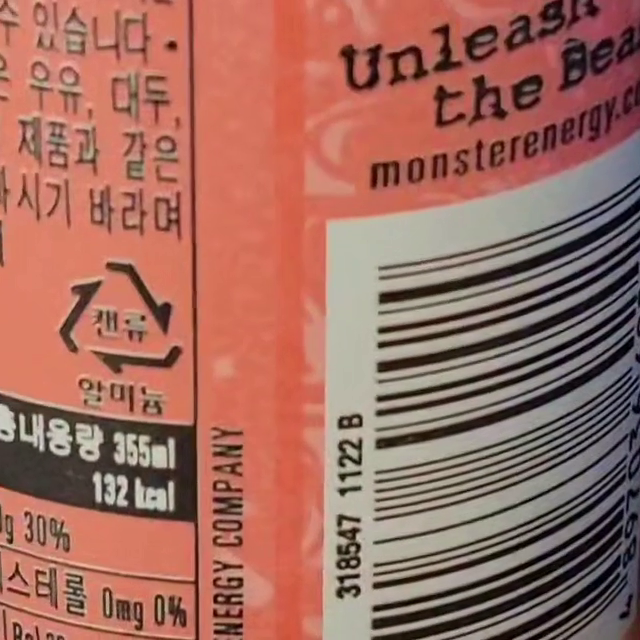 수 있습니다.
우유, 대두,
제품과 같은
시기 바라며
캔류
알미늄
총내용량 355ml
132 kcal
30%
스테롤 0mg 0%
ENERGY COMPANY
Unleash
the Bea
monsterenergy.c
318547 1122 B